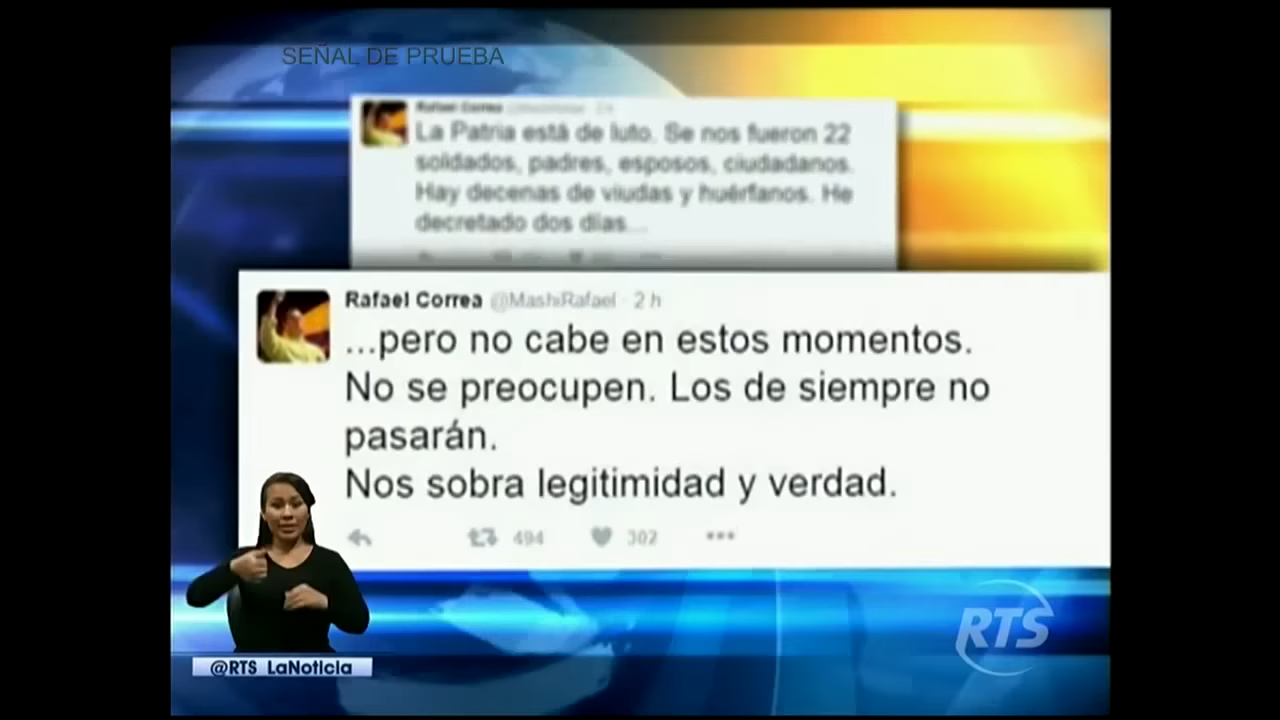 SEÑAL DE PRUEBA
Rafael Correa
La Patria está de luto. Se nos fueron 22
soldados, padres, esposos, ciudadanos.
Hay decenas de viudas y huérfanos. He
decretado dos días...
Rafael Correa @MashiRafael · 2 h
...pero no cabe en estos momentos.
No se preocupen. Los de siempre no
pasarán.
Nos sobra legitimidad y verdad.
494 302
RTS
@RTS_LaNoticia